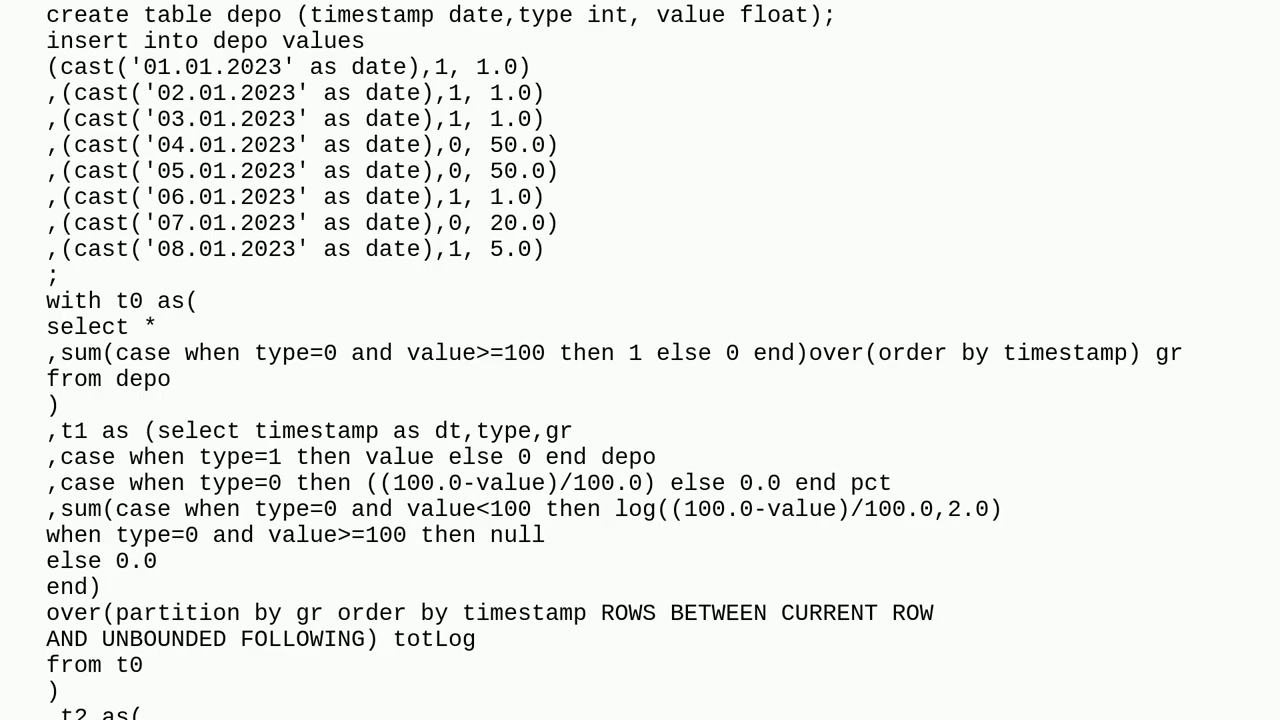 create table depo (timestamp date,type int, value float);
insert into depo values
(cast('01.01.2023' as date),1, 1.0)
,(cast('02.01.2023' as date),1, 1.0)
,(cast('03.01.2023' as date),1, 1.0)
,(cast('04.01.2023' as date),0, 50.0)
,(cast('05.01.2023' as date),0, 50.0)
,(cast('06.01.2023' as date),1, 1.0)
,(cast('07.01.2023' as date),0, 20.0)
,(cast('08.01.2023' as date),1, 5.0)
;
with t0 as(
select *
,sum(case when type=0 and value>=100 then 1 else 0 end)over(order by timestamp) gr
from depo
)
,t1 as (select timestamp as dt,type,gr
,case when type=1 then value else 0 end depo
,case when type=0 then ((100.0-value)/100.0) else 0.0 end pct
,sum(case when type=0 and value<100 then log((100.0-value)/100.0,2.0)
when type=0 and value>=100 then null
else 0.0
end)
over(partition by gr order by timestamp ROWS BETWEEN CURRENT ROW
AND UNBOUNDED FOLLOWING) totLog
from t0
)
,t2 as(